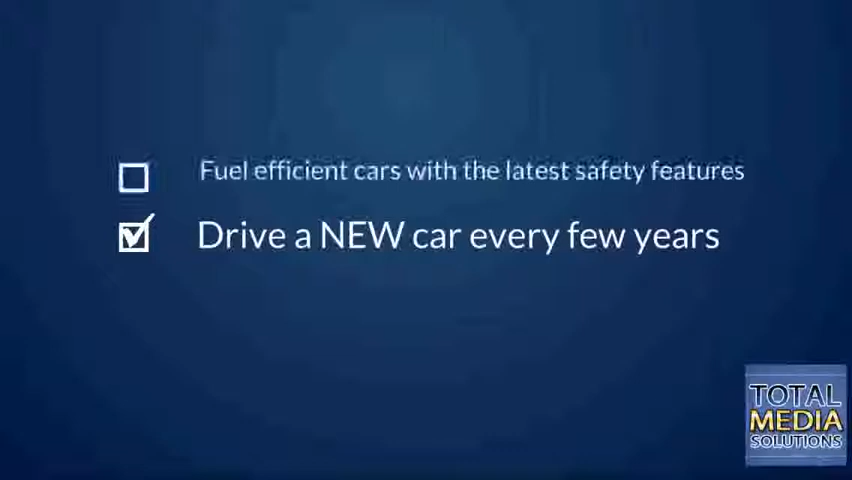 Fuel efficient cars with the latest safety features
Drive a NEW car every few years
TOTAL
MEDIA
SOLUTIONS